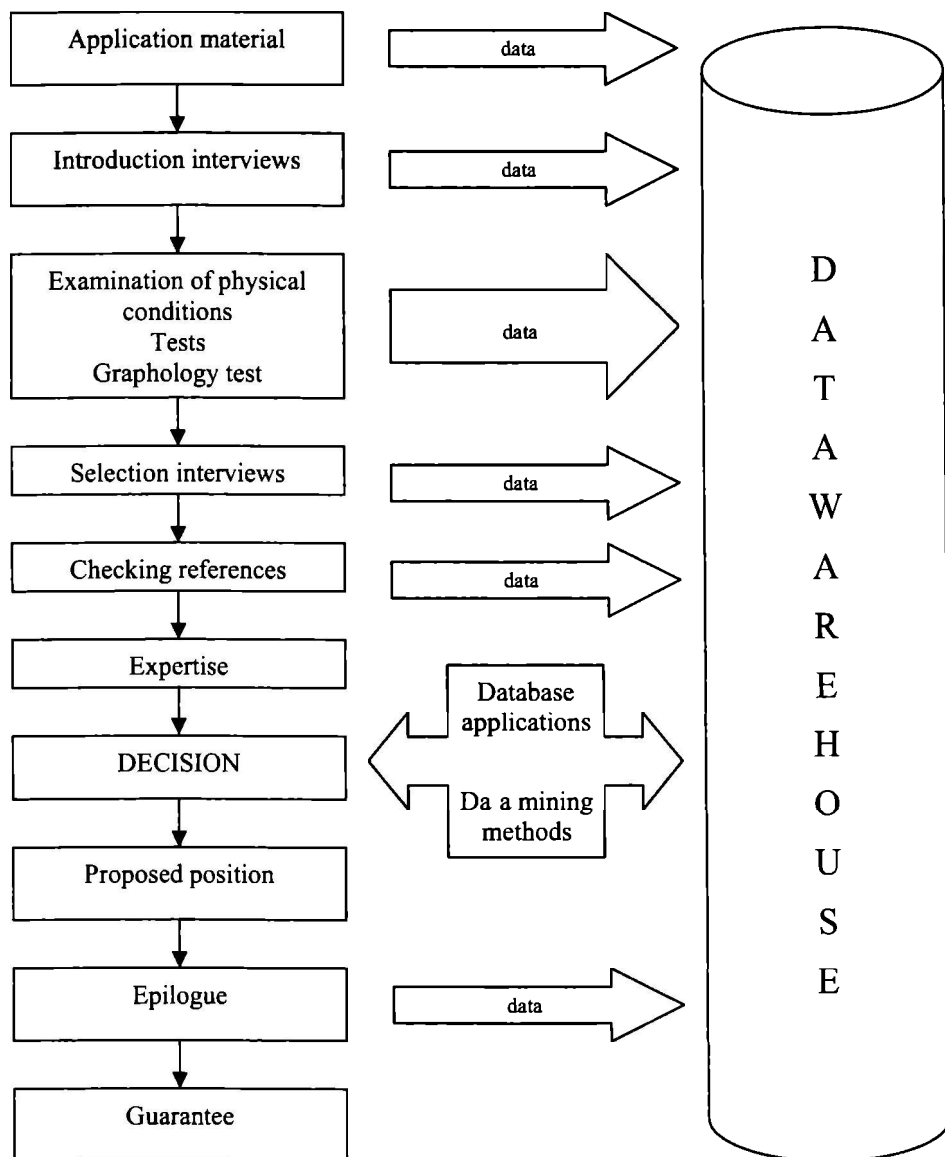 Application material
data
Introduction interviews
data
Examination of physical
conditions
Tests
Graphology test
data
Selection interviews
data
Checking references
data
Expertise
Database
applications
DECISION
Da a mining
methods
Proposed position
Epilogue
data
Guarantee
D
A
T
A
W
A
R
E
H
O
U
S
E